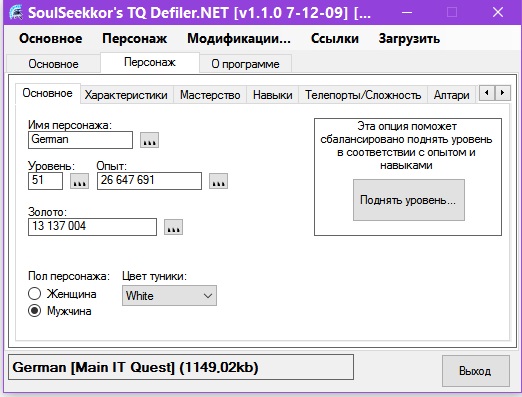 SoulSeekkor's TQ Defiler.NET [v1.1.0 7-12-09] [...
Основное Персонаж Модификации... Ссылки Загрузить
Основное Персонаж О программе
Основное Характеристики Мастерство Навыки Телепорты/Сложность Алтари
Имя персонажа:
German ...
Уровень: Опыт:
51 ... 26 647 691 ...
Золото:
13 137 004 ...
Эта опция поможет
сбалансировано поднять уровень
в соответствии с опытом и
навыками
Поднять уровень...
Пол персонажа: Цвет туники:
Женщина White
Мужчина
German [Main IT Quest] (1149,02kb)
Выход